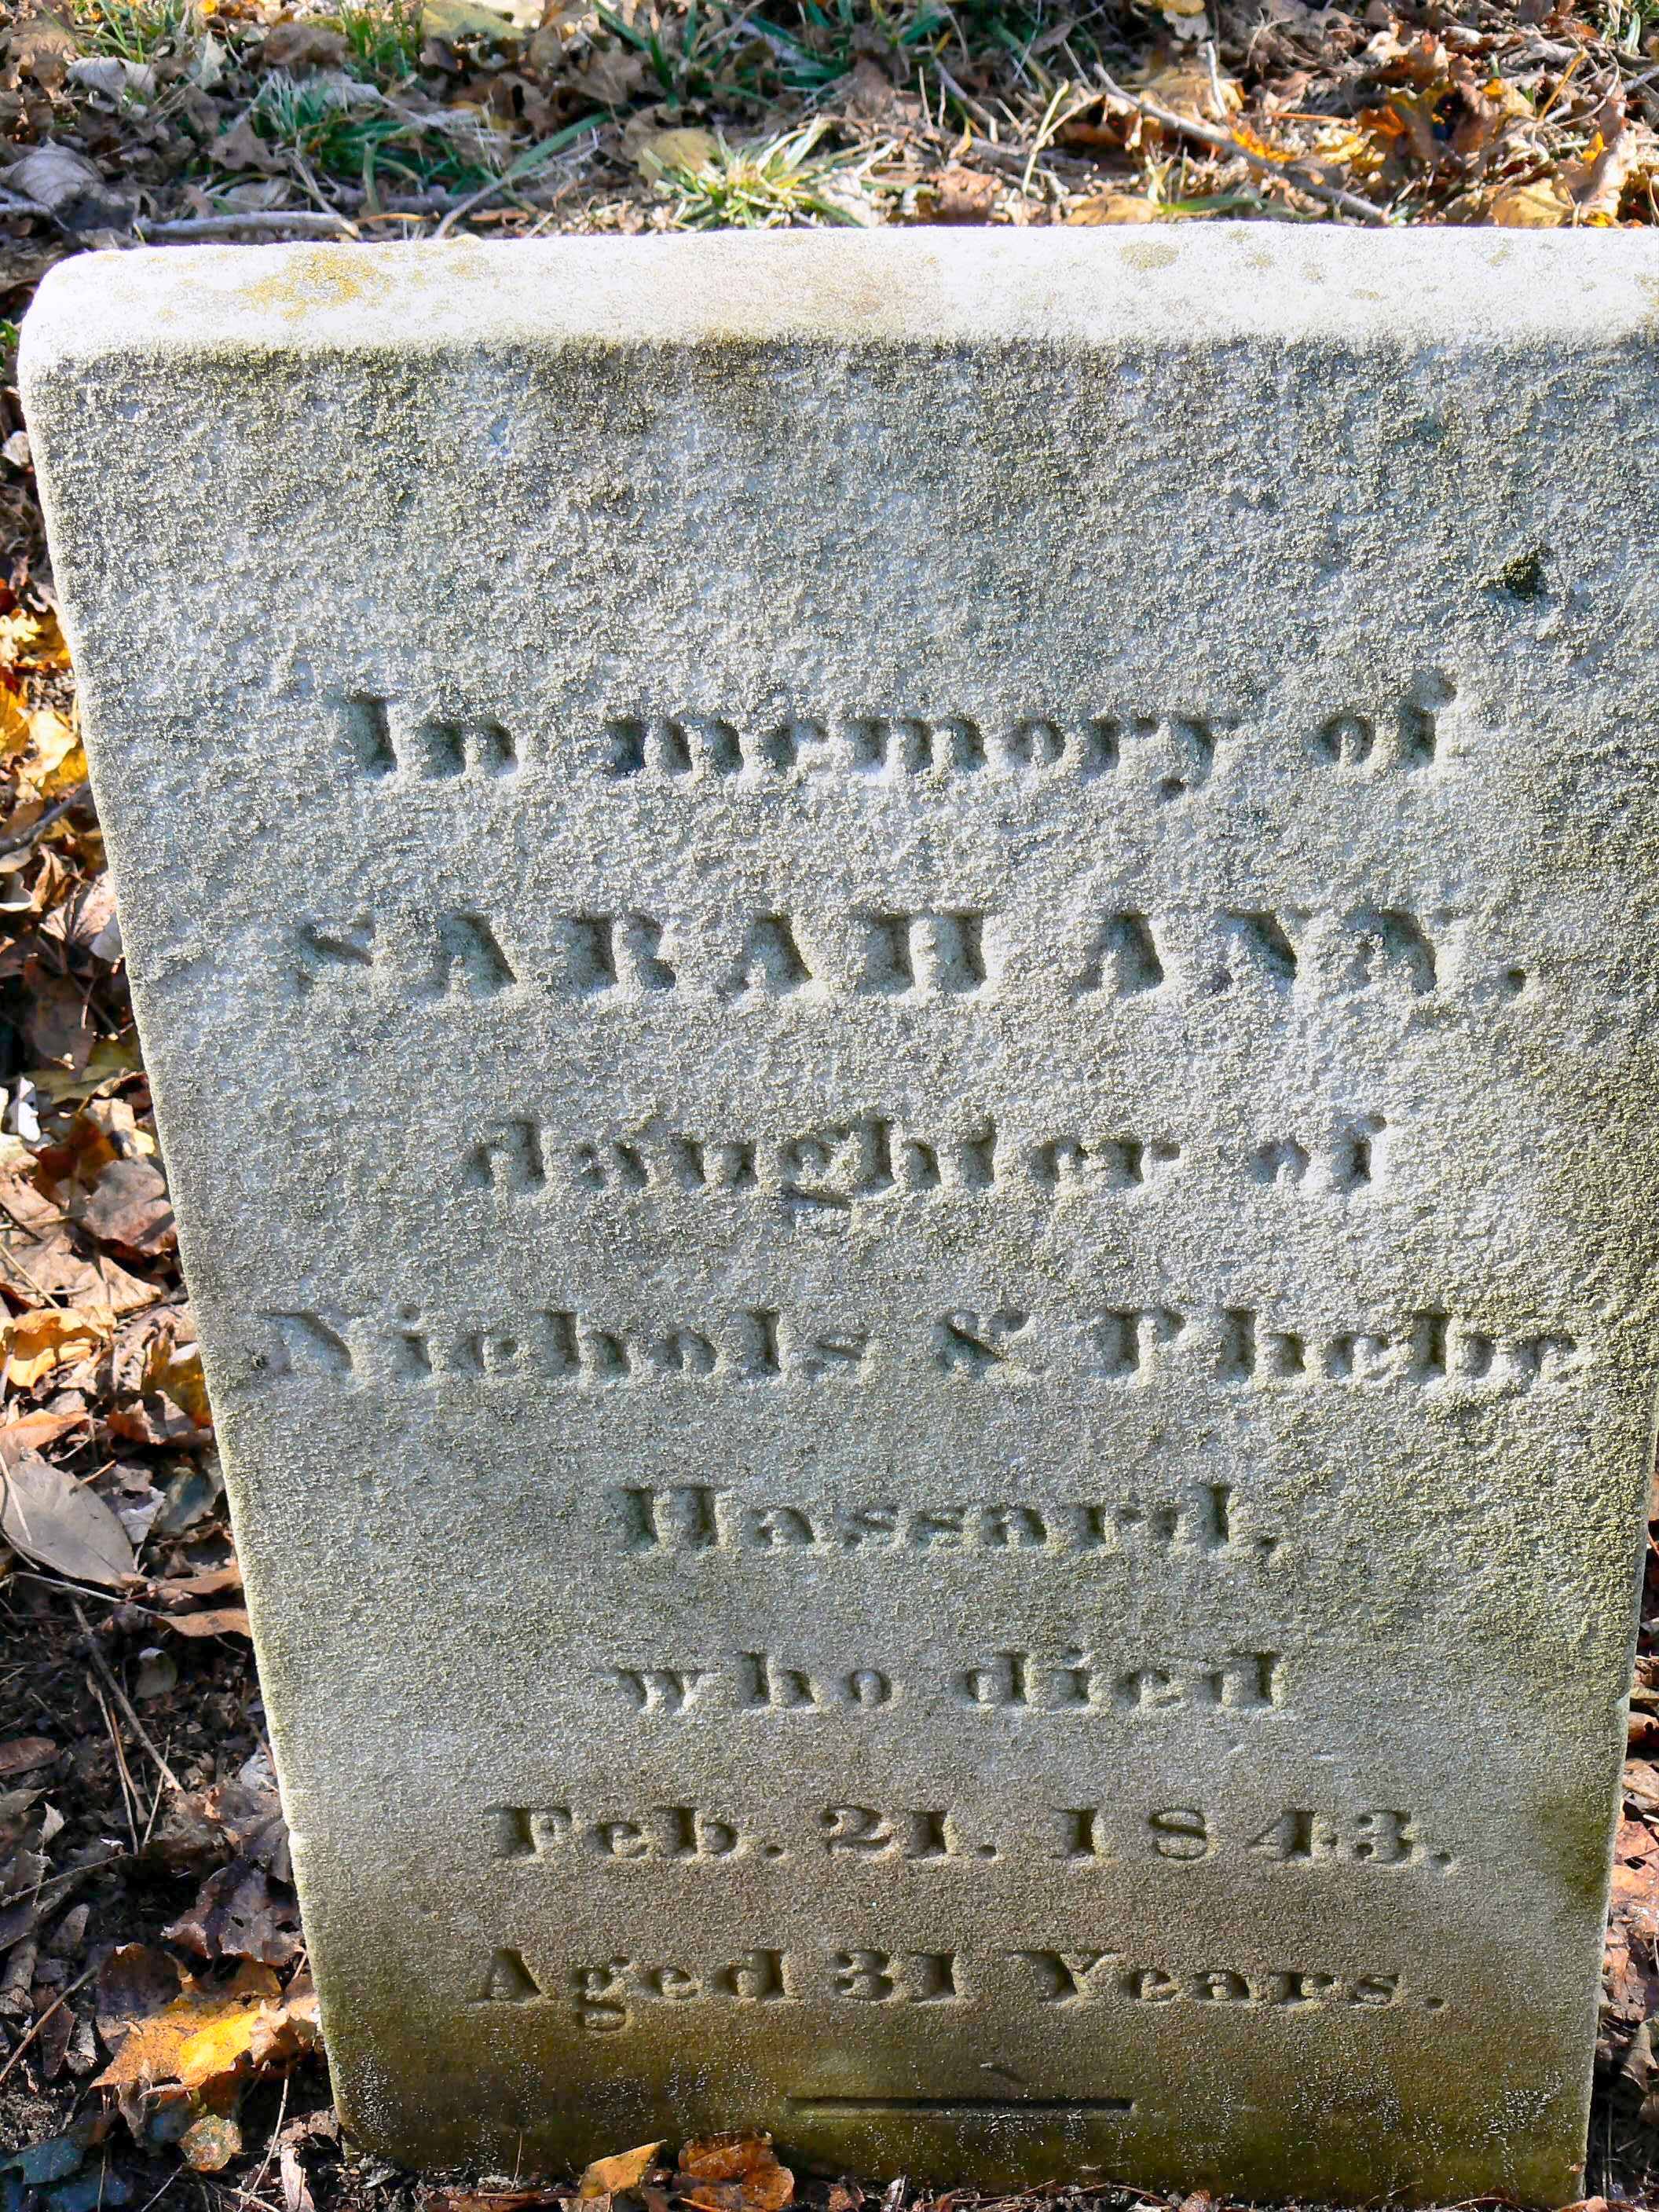 In memory of
SARAH ANN.
daughter of
Nichols & Phebe
Hassard,
who died
Feb. 21. 1843.
Aged 31 Years.